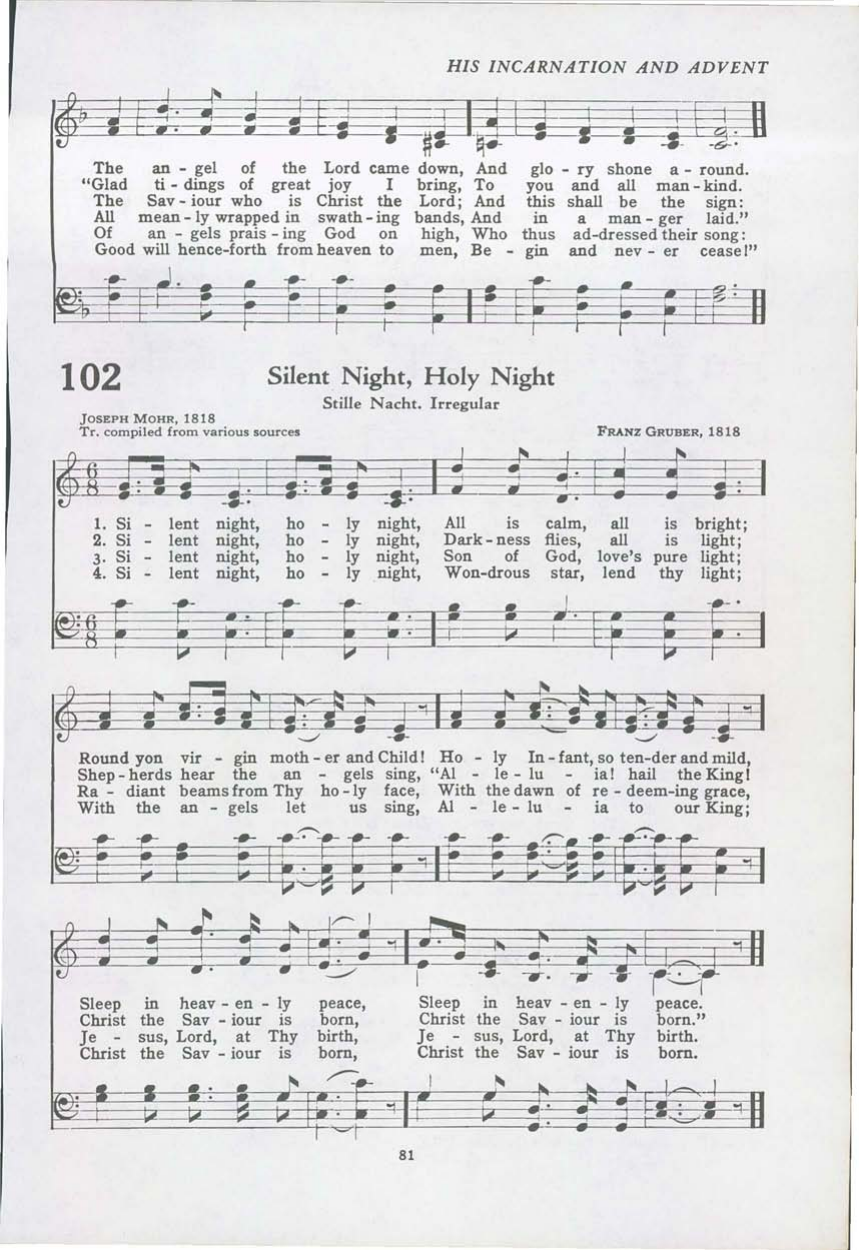 HIS INCARNATION AND ADVENT
The an - gel of the Lord came down, And glo - ry shone a - round.
“Glad ti - dings of great joy I bring, To you and all man - kind.
The Sav - iour who is Christ the Lord; And this shall be the sign:
All mean - ly wrapped in swath - ing bands, And in a man - ger laid.”
Of an - gels prais - ing God on high, Who thus ad-dressed their song:
Good will hence-forth from heaven to men, Be - gin and nev - er cease!”
102 Silent Night, Holy Night
Stille Nacht. Irregular
JOSEPH MOHR, 1818
Tr. compiled from various sources FRANZ GRUBER, 1818
1. Si - lent night, ho - ly night, All is calm, all is bright;
2. Si - lent night, ho - ly night, Dark - ness flies, all is light;
3. Si - lent night, ho - ly night, Son of God, love's pure light;
4. Si - lent night, ho - ly night, Won-drous star, lend thy light;
Round yon vir - gin moth - er and Child! Ho - ly In - fant, so ten-der and mild,
Shep - herds hear the an - gels sing, “Al - le - lu - ia! hail the King!
Ra - diant beams from Thy ho - ly face, With the dawn of re - deem-ing grace,
With the an - gels let us sing, Al - le - lu - ia to our King;
Sleep in heav - en - ly peace, Sleep in heav - en - ly peace.
Christ the Sav - iour is born, Christ the Sav - iour is born.”
Je - sus, Lord, at Thy birth, Je - sus, Lord, at Thy birth.
Christ the Sav - iour is born, Christ the Sav - iour is born.
81